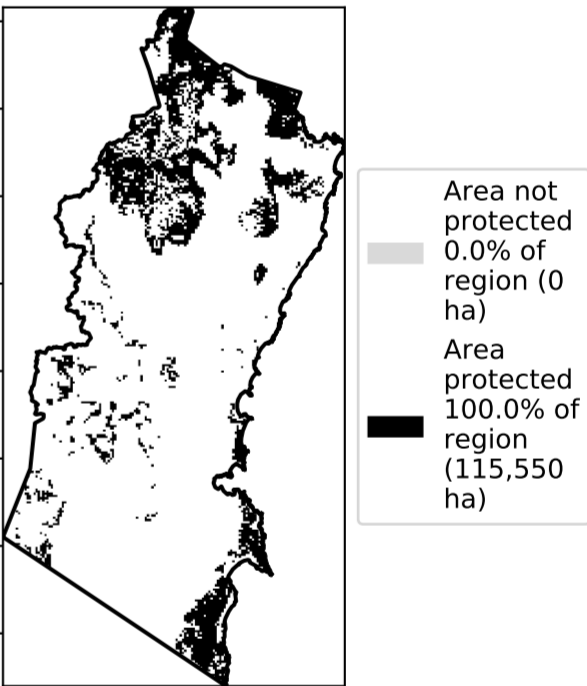 Area not
protected
0.0% of
region (0
ha)
Area
protected
100.0% of
region
(115,550
ha)